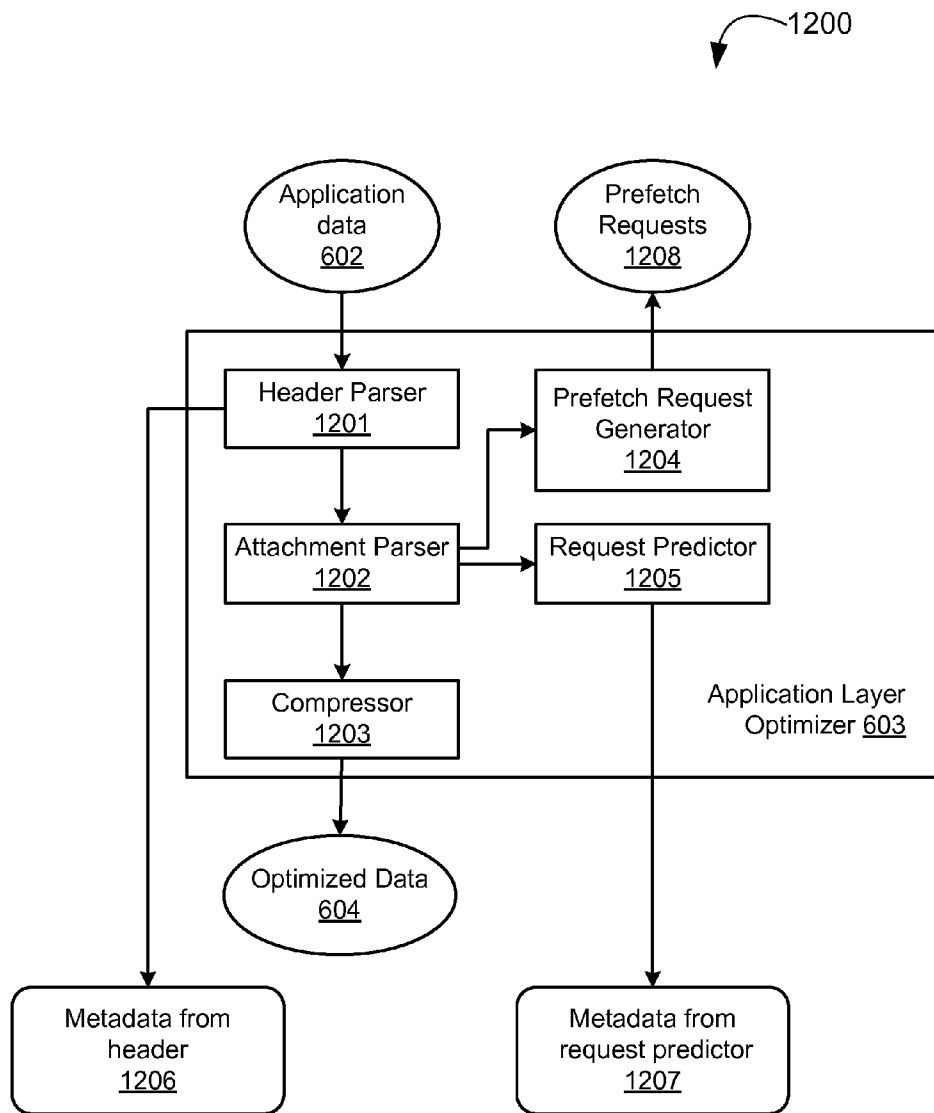 1200
Application
data
602
Prefetch
Requests
1208
Header Parser
1201
Prefetch Request
Generator
1204
Attachment Parser
1202
Request Predictor
1205
Compressor
1203
Application Layer
Optimizer 603
Optimized Data
604
Metadata from
header
1206
Metadata from
request predictor
1207